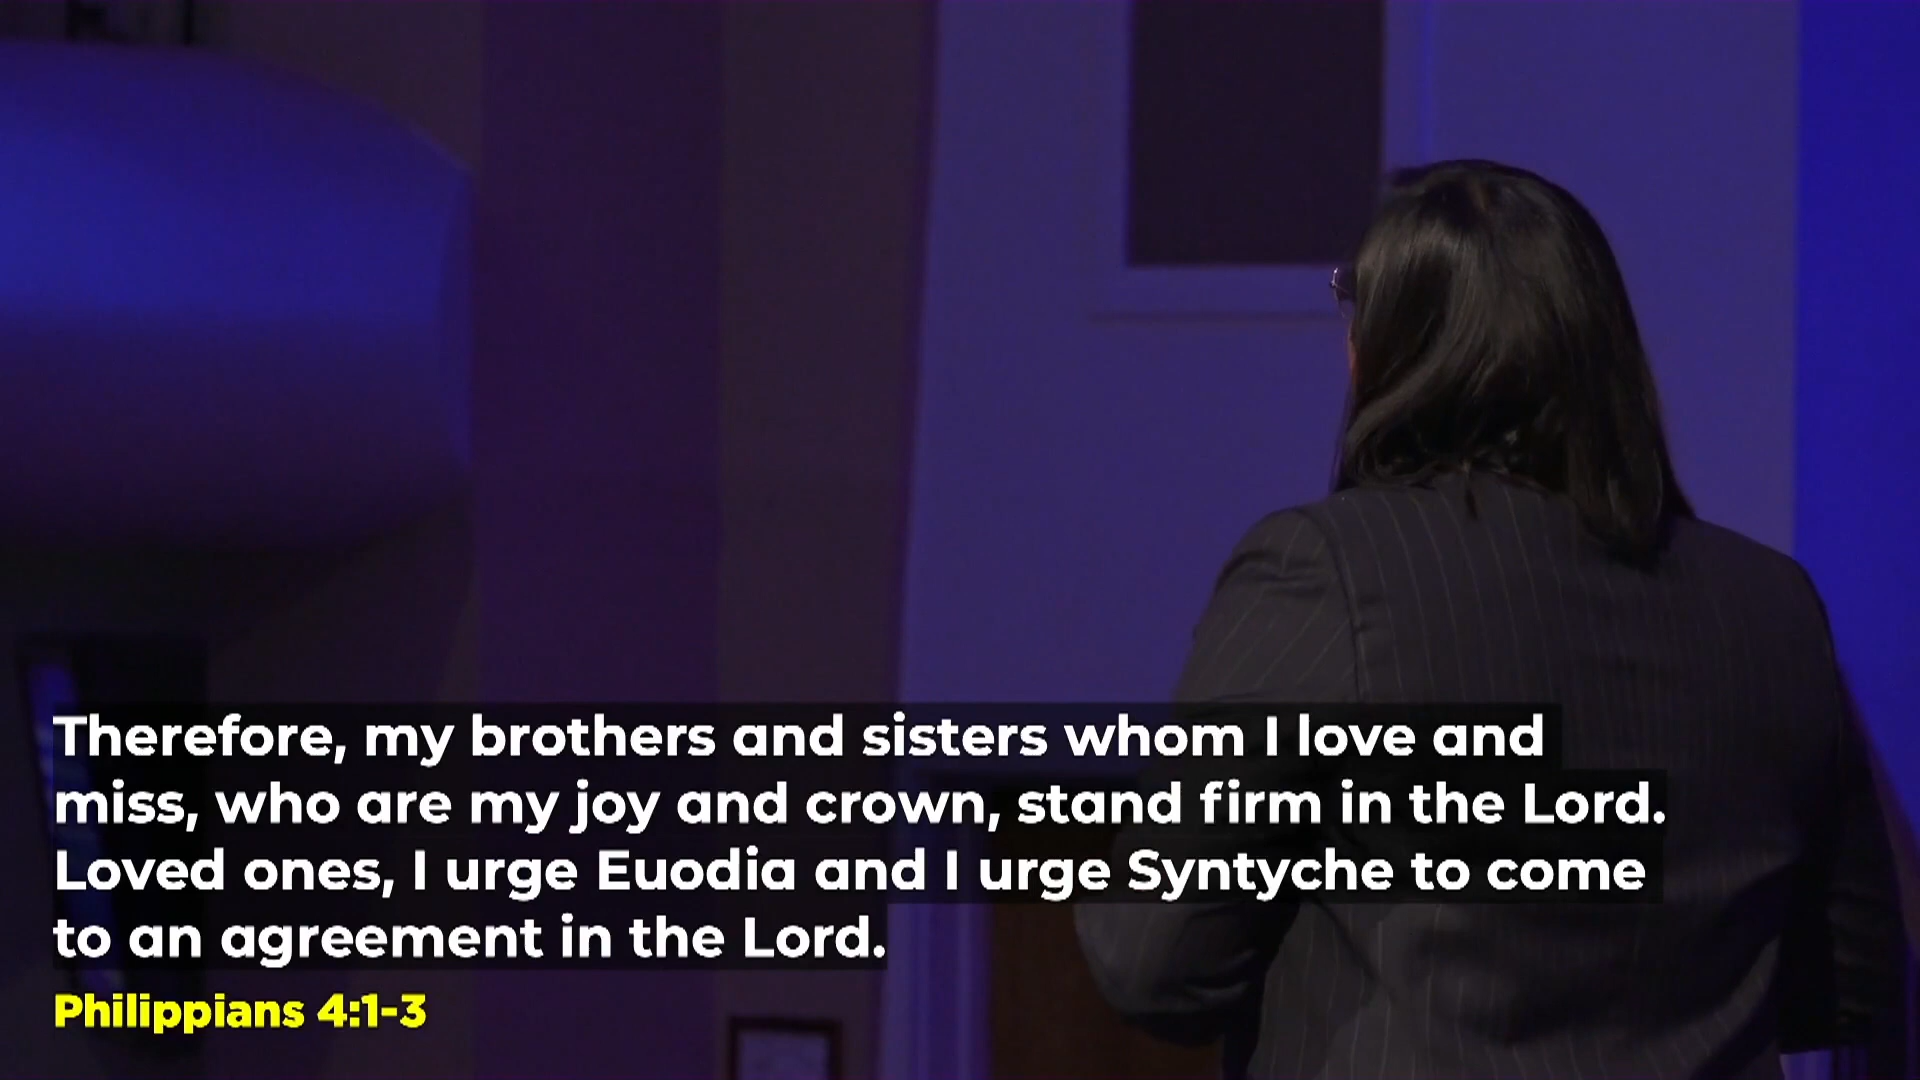 Therefore, my brothers and sisters whom I love and
miss, who are my joy and crown, stand firm in the Lord.
Loved ones, I urge Euodia and I urge Syntyche to come
to an agreement in the Lord.
Philippians 4:1-3